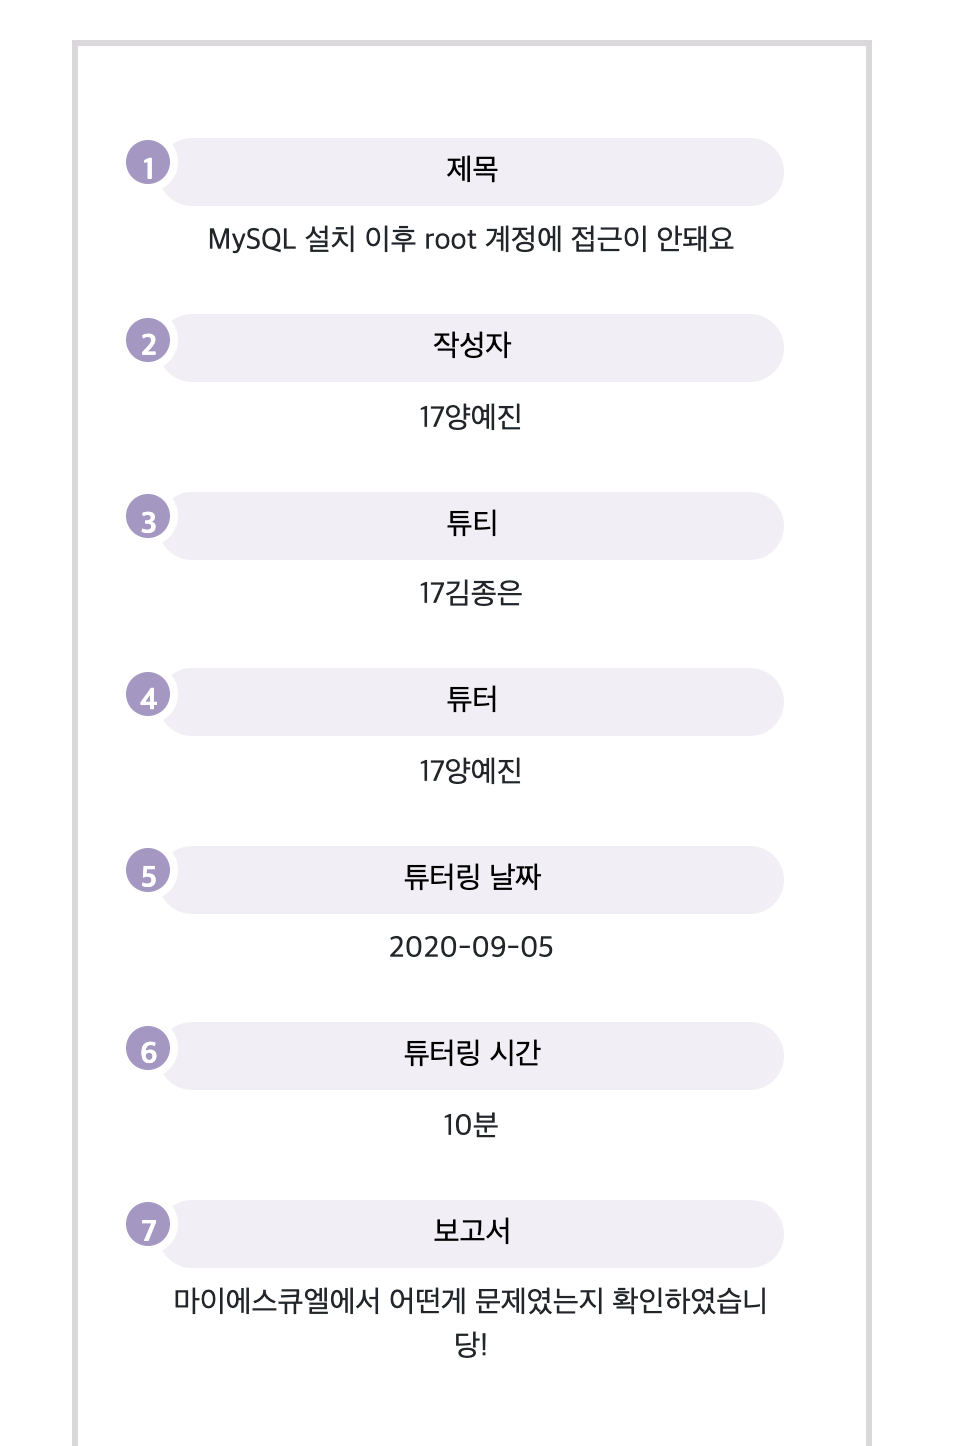 1
제목
MySQL 설치 이후 root 계정에 접근이 안돼요
2
작성자
17양예진
3
튜티
17김종은
4
튜터
17양예진
5
튜터링 날짜
2020-09-05
6
튜터링 시간
10분
7
보고서
마이에스큐엘에서 어떤게 문제였는지 확인하였습니
당!